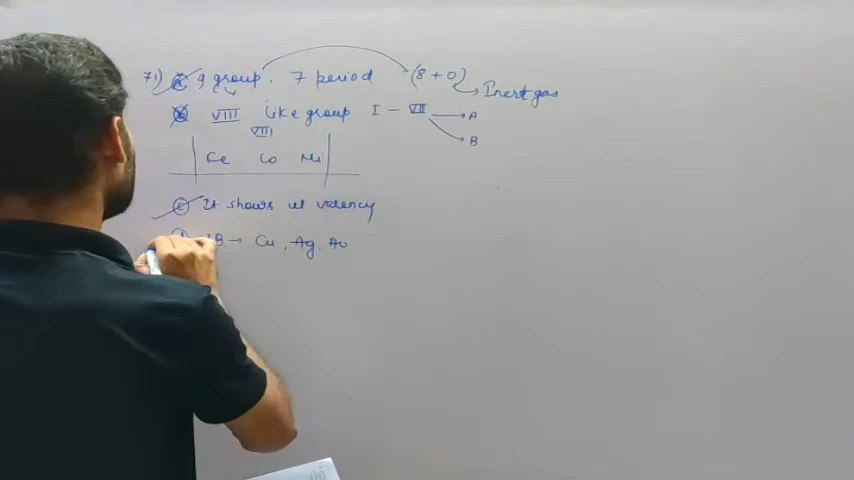 71) a 9 group. 7 period (8 + 0) Inert gas
b VIII like group I - VII A
VIII B
Fe Co Ni
c It shows ut valency
IB → Cu, Ag, Au